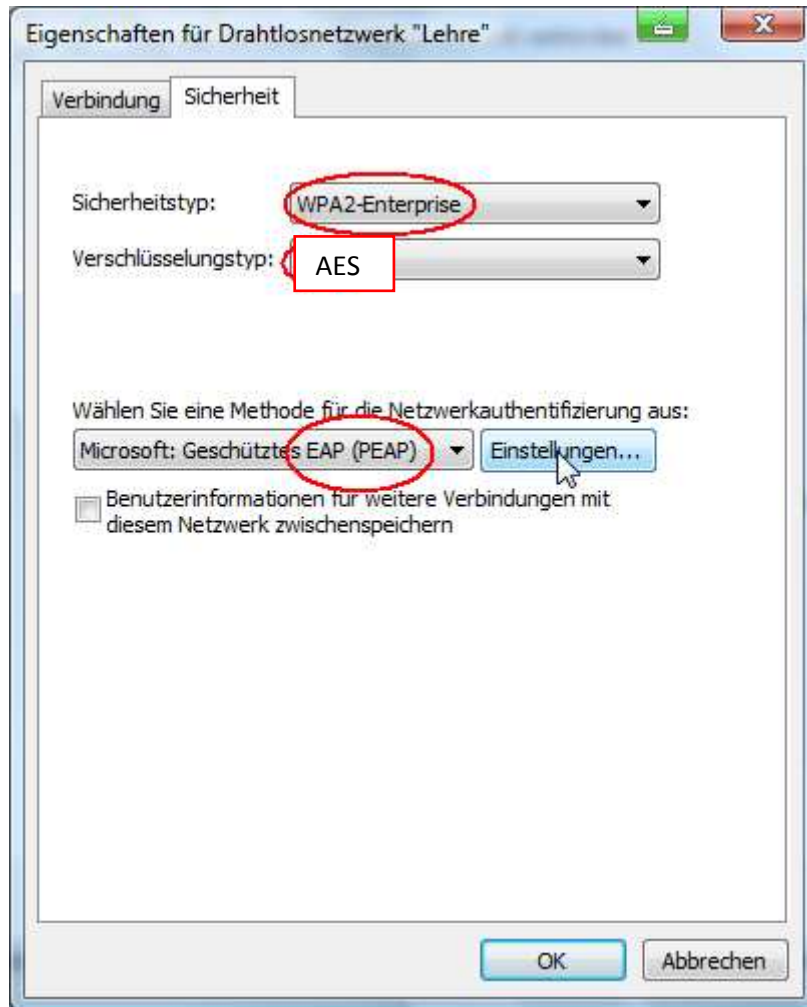 Eigenschaften für Drahtlosnetzwerk "Lehre"
Verbindung Sicherheit
Sicherheitstyp: WPA2-Enterprise
Verschlüsselungstyp: AES
Wählen Sie eine Methode für die Netzwerkauthentifizierung aus:
Microsoft: Geschütztes EAP (PEAP) Einstellungen...
Benutzerinformationen für weitere Verbindungen mit
diesem Netzwerk zwischenspeichern
OK Abbrechen